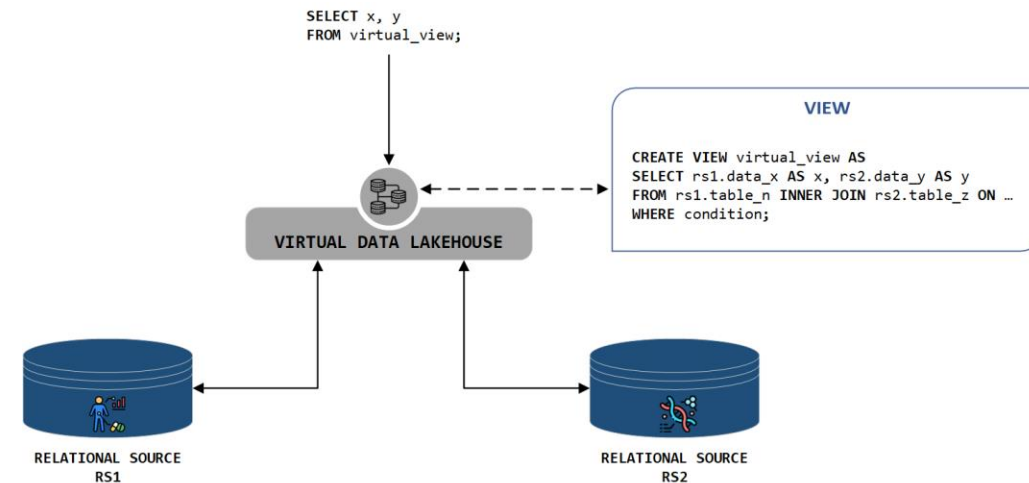 SELECT x, y
FROM virtual_view;
VIEW
CREATE VIEW virtual_view AS
SELECT rs1.data_x AS x, rs2.data_y AS y
FROM rs1.table_n INNER JOIN rs2.table_z ON …
WHERE condition;
VIRTUAL DATA LAKEHOUSE
RELATIONAL SOURCE
RS1
RELATIONAL SOURCE
RS2